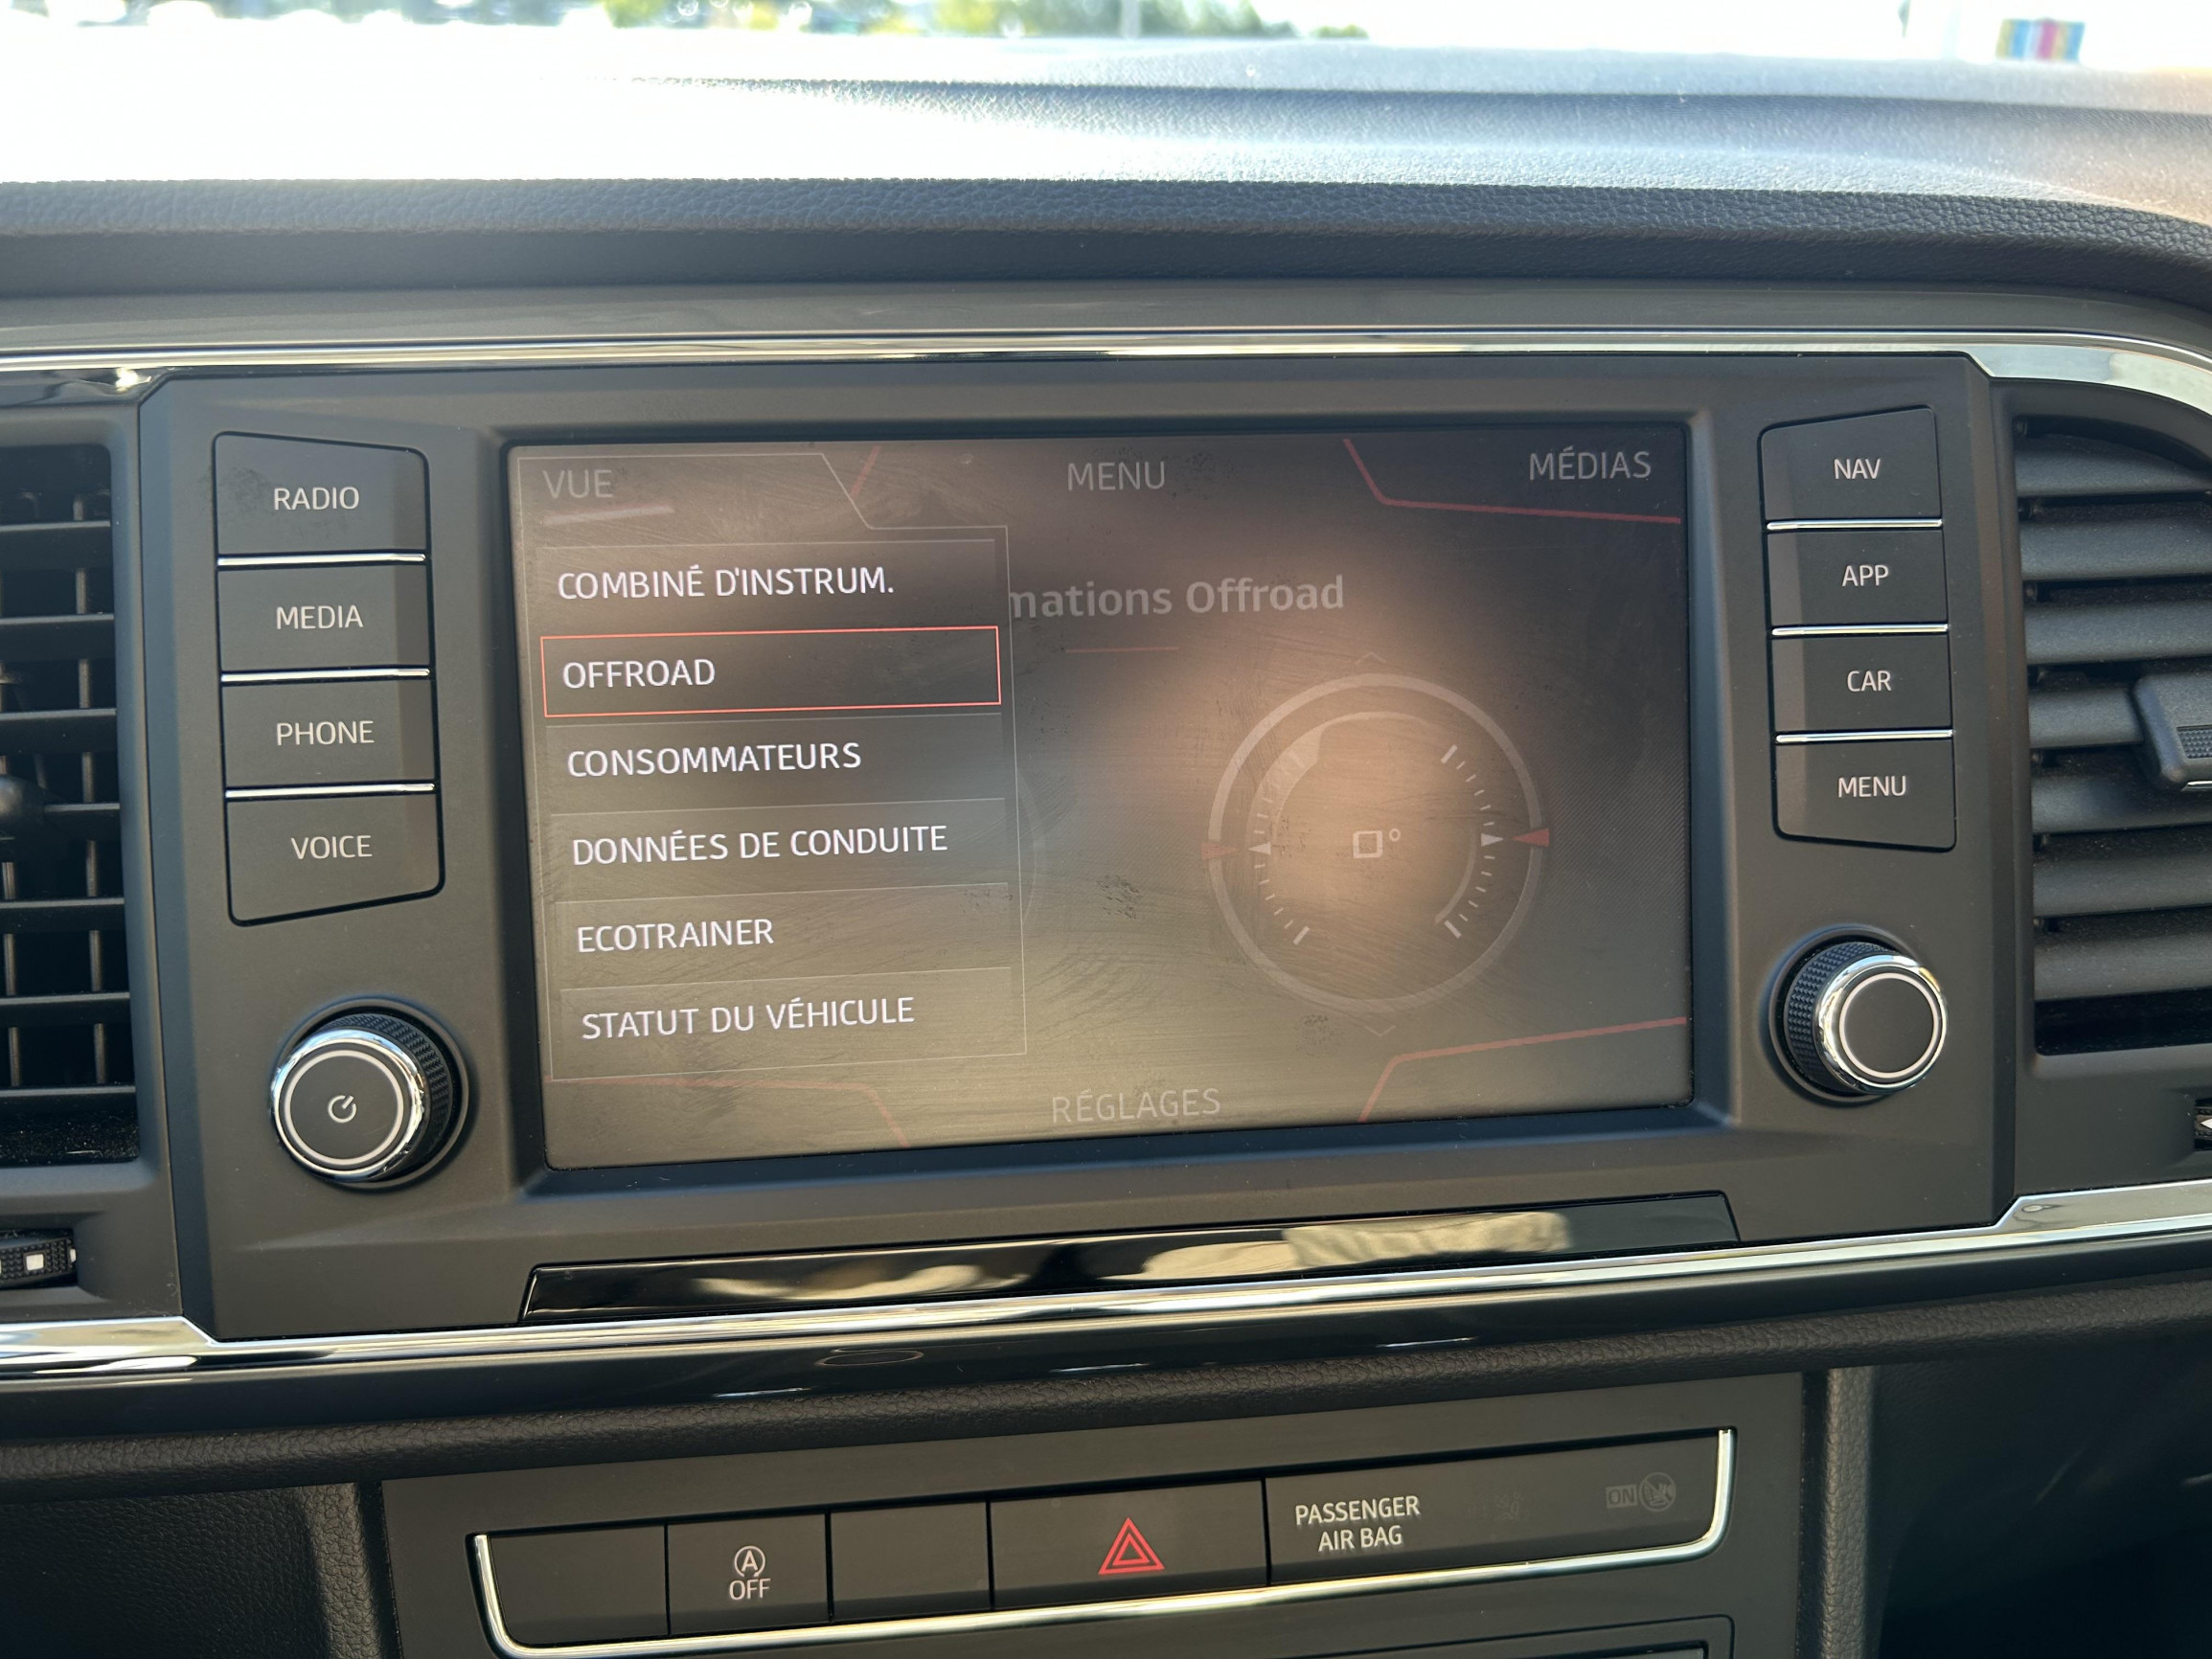 RADIO
MEDIA
PHONE
VOICE
VUE
MENU
MÉDIAS
COMBINÉ D'INSTRUM.
OFFROAD
CONSOMMATEURS
DONNÉES DE CONDUITE
ECOTRAINER
STATUT DU VÉHICULE
mations Offroad
0°
RÉGLAGES
NAV
APP
CAR
MENU
A
OFF
PASSENGER
AIR BAG
ON